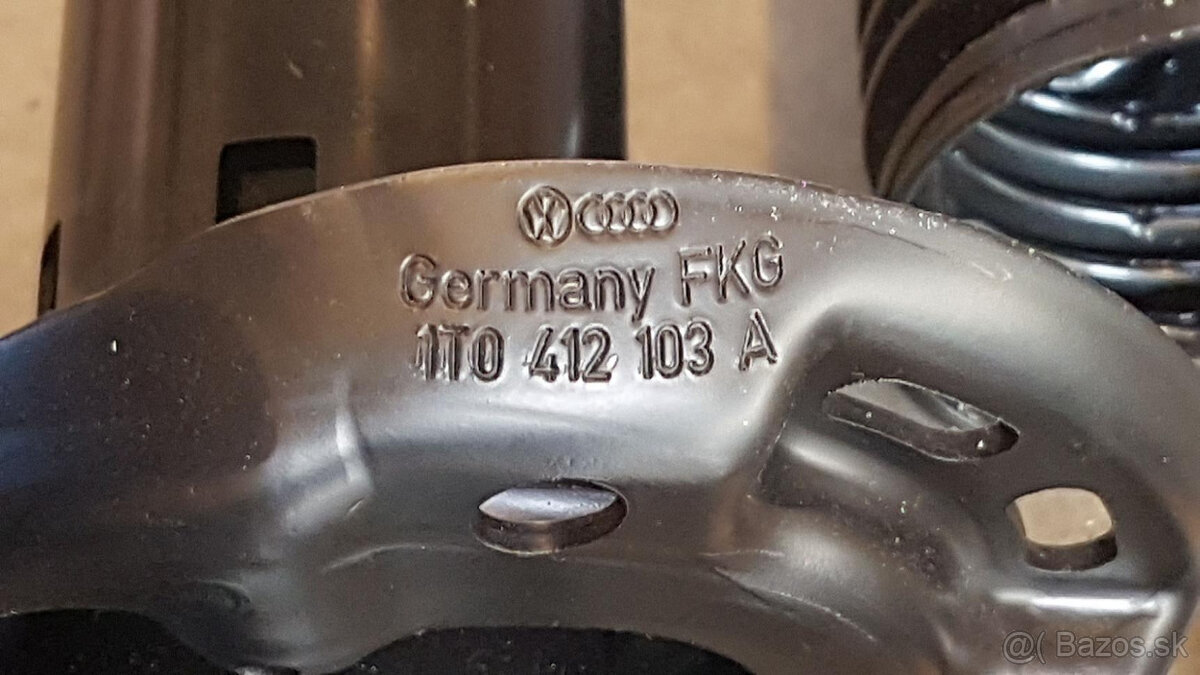 Germany FKG
1T0 412 103 A
@( Bazos.sk